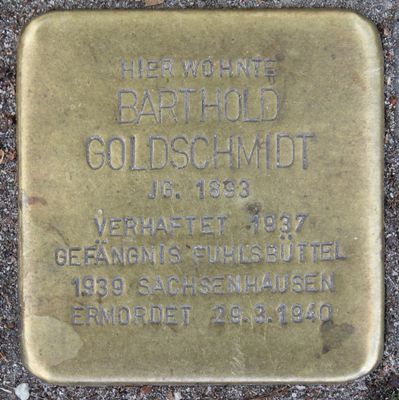 HIER WOHNTE
BARTHOLD
GOLDSCHMIDT
JG. 1893
VERHAFTET 1937
GEFÄNGNIS FUHLSBÜTTEL
1939 SACHSENHAUSEN
ERMORDET 29.3.1940